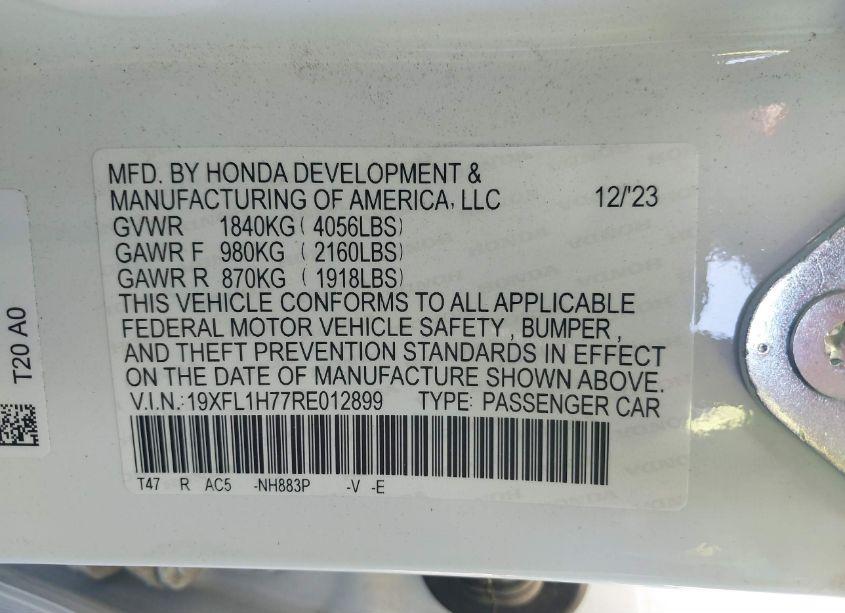 MFD. BY HONDA DEVELOPMENT &
MANUFACTURING OF AMERICA, LLC 12/'23
GVWR 1840KG ( 4056LBS)
GAWR F 980KG ( 2160LBS)
GAWR R 870KG ( 1918LBS)
THIS VEHICLE CONFORMS TO ALL APPLICABLE
FEDERAL MOTOR VEHICLE SAFETY , BUMPER ,
AND THEFT PREVENTION STANDARDS IN EFFECT
ON THE DATE OF MANUFACTURE SHOWN ABOVE.
V.I.N.:19XFL1H77RE012899 TYPE: PASSENGER CAR
T47 R AC5 -NH883P -V -E
T20 A0